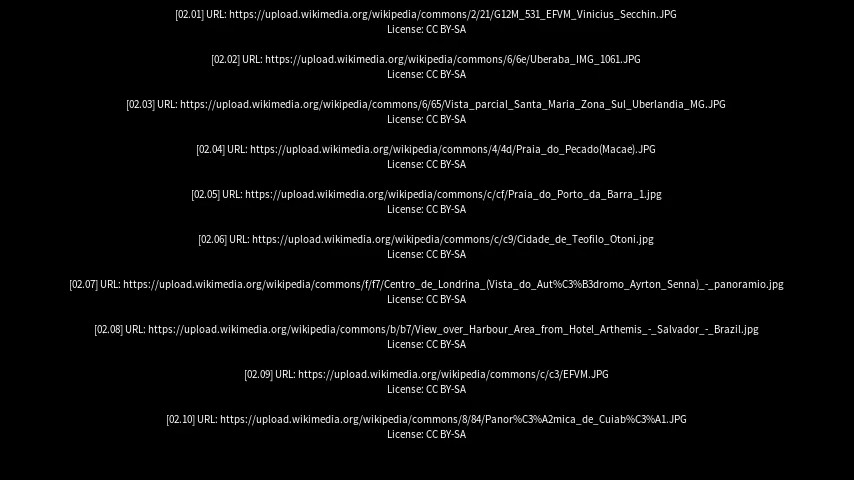 [02.01] URL: https://upload.wikimedia.org/wikipedia/commons/2/21/G12M_531_EFVM_Vinicius_Secchin.JPG
License: CC BY-SA
[02.02] URL: https://upload.wikimedia.org/wikipedia/commons/6/6e/Uberaba_IMG_1061.JPG
License: CC BY-SA
[02.03] URL: https://upload.wikimedia.org/wikipedia/commons/6/65/Vista_parcial_Santa_Maria_Zona_Sul_Uberlandia_MG.JPG
License: CC BY-SA
[02.04] URL: https://upload.wikimedia.org/wikipedia/commons/4/4d/Praia_do_Pecado(Macae).JPG
License: CC BY-SA
[02.05] URL: https://upload.wikimedia.org/wikipedia/commons/c/cf/Praia_do_Porto_da_Barra_1.jpg
License: CC BY-SA
[02.06] URL: https://upload.wikimedia.org/wikipedia/commons/c/c9/Cidade_de_Teofilo_Otoni.jpg
License: CC BY-SA
[02.07] URL: https://upload.wikimedia.org/wikipedia/commons/f/f7/Centro_de_Londrina_(Vista_do_Aut%C3%B3dromo_Ayrton_Senna)_-_panoramio.jpg
License: CC BY-SA
[02.08] URL: https://upload.wikimedia.org/wikipedia/commons/b/b7/View_over_Harbour_Area_from_Hotel_Arthemis_-_Salvador_-_Brazil.jpg
License: CC BY-SA
[02.09] URL: https://upload.wikimedia.org/wikipedia/commons/c/c3/EFVM.JPG
License: CC BY-SA
[02.10] URL: https://upload.wikimedia.org/wikipedia/commons/8/84/Panor%C3%A2mica_de_Cuiab%C3%A1.JPG
License: CC BY-SA